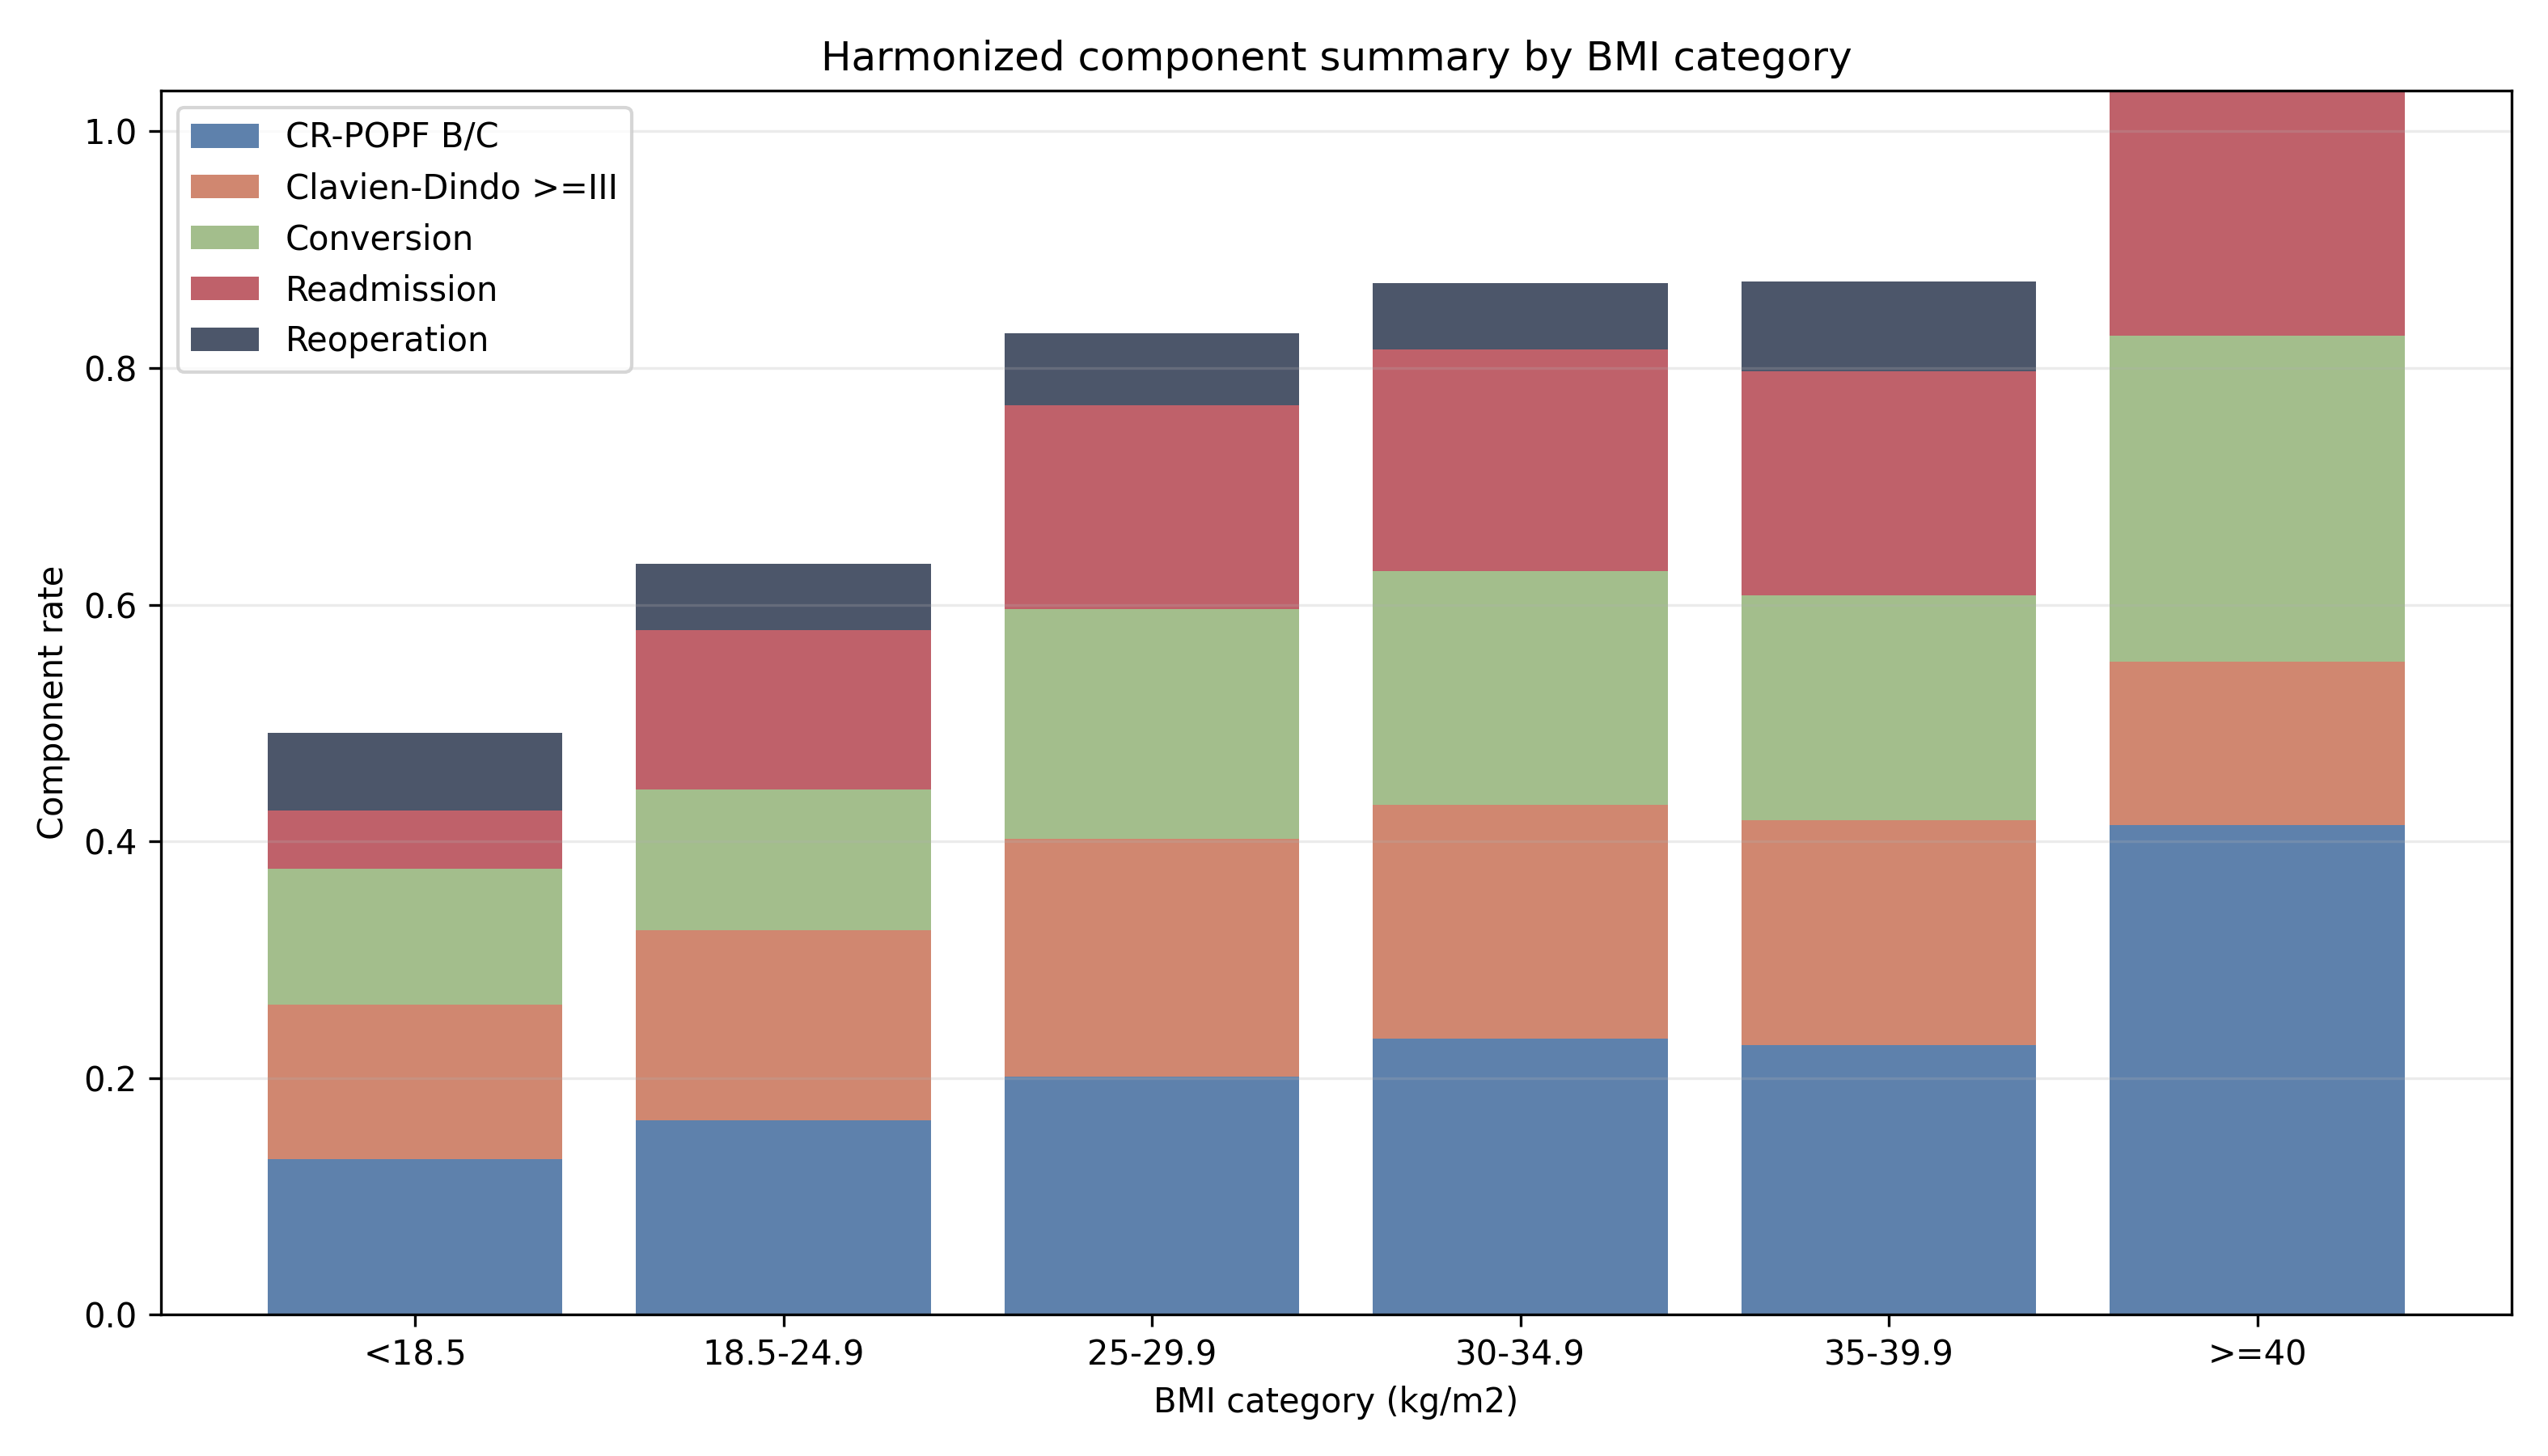 Harmonized component summary by BMI category
CR-POPF B/C
Clavien-Dindo >=III
Conversion
Readmission
Reoperation
Component rate
1.0
0.8
0.6
0.4
0.2
0.0
<18.5 18.5-24.9 25-29.9 30-34.9 35-39.9 >=40
BMI category (kg/m2)